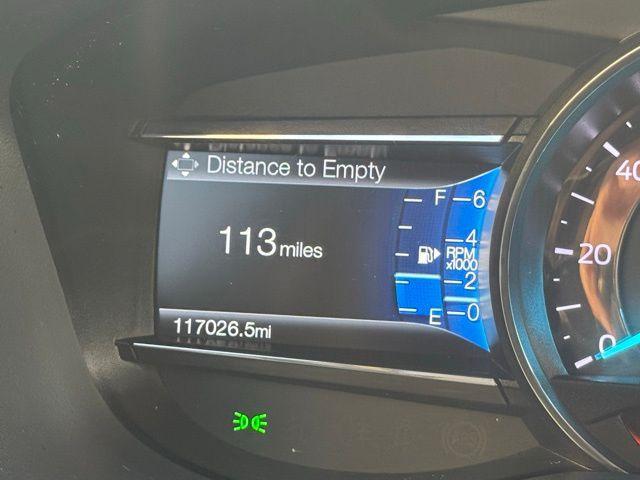 Distance to Empty
113 miles
117026.5mi
F
E
6
4
RPM
x1000
2
0
40
20
0